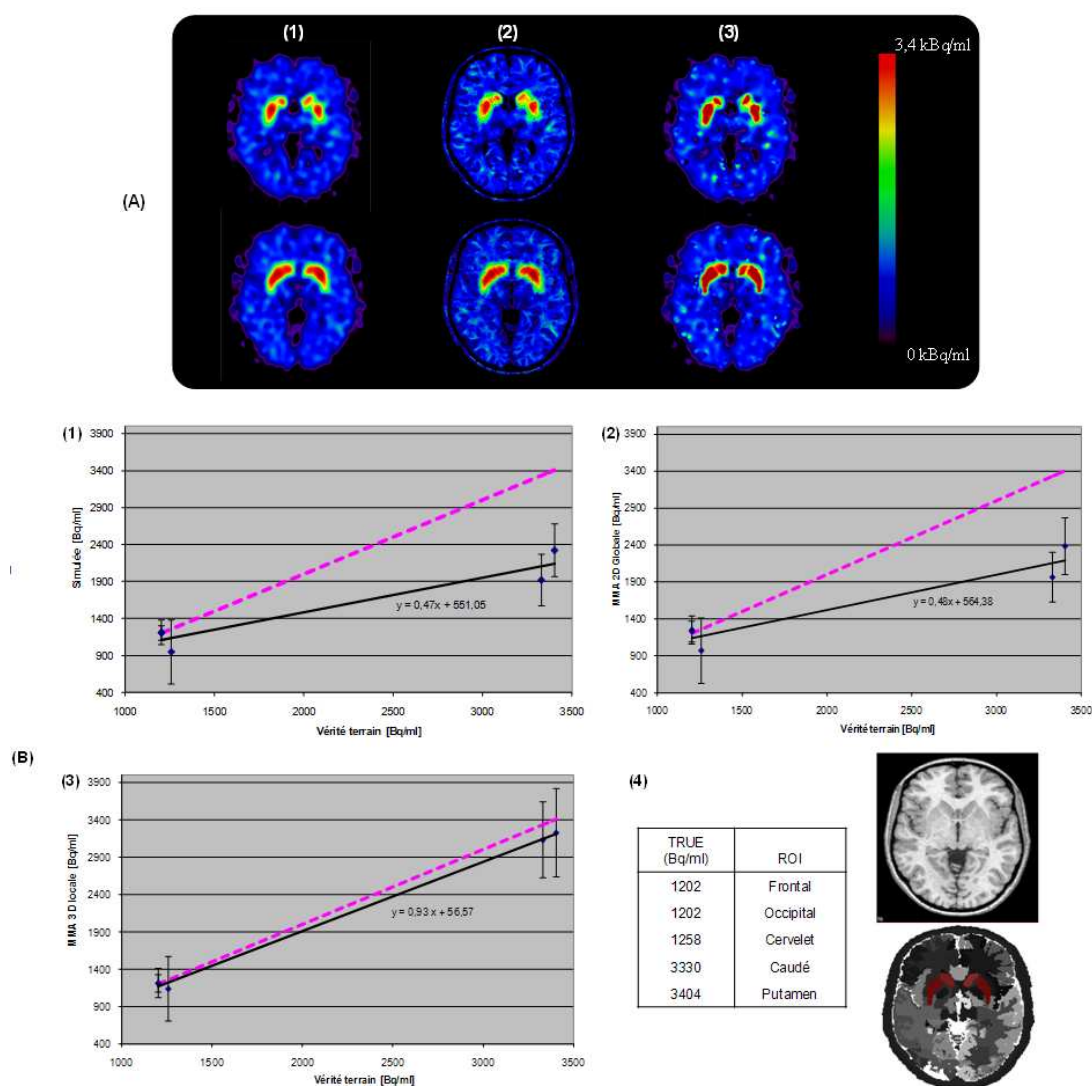 (1) (2) (3)
3,4 kBq/ml
(A)
0 kBq/ml
(1)
3900
3400
2900
2400
1900
1400
900
400
Simulée [Bq/ml]
y = 0,47x + 551,05
1000 1500 2000 2500 3000 3500
Vérité terrain [Bq/ml]
(2)
3900
3400
2900
2400
1900
1400
900
400
MMA 2D Globale [Bq/ml]
y = 0,48x + 564,38
1000 1500 2000 2500 3000 3500
Vérité terrain [Bq/ml]
(B)
(3)
3900
3400
2900
2400
1900
1400
900
400
MMA 3D locale [Bq/ml]
y = 0,93 x + 56,57
1000 1500 2000 2500 3000 3500
Vérité terrain [Bq/ml]
(4)
TRUE (Bq/ml) ROI
1202 Frontal
1202 Occipital
1258 Cervelet
3330 Caudé
3404 Putamen